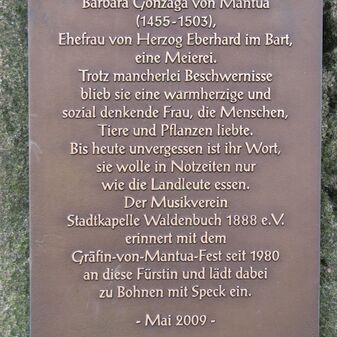 Barbara Gonzaga von Mantua
(1455-1503),
Ehefrau von Herzog Eberhard im Bart,
eine Meierei.
Trotz mancherlei Beschwernisse
blieb sie eine warmherzige und
sozial denkende Frau, die Menschen,
Tiere und Pflanzen liebte.
Bis heute unvergessen ist ihr Wort,
sie wolle in Notzeiten nur
wie die Landleute essen.
Der Musikverein
Stadtkapelle Waldenbuch 1888 e.V.
erinnert mit dem
Gräfin-von-Mantua-Fest seit 1980
an diese Fürstin und lädt dabei
zu Bohnen mit Speck ein.
- Mai 2009 -